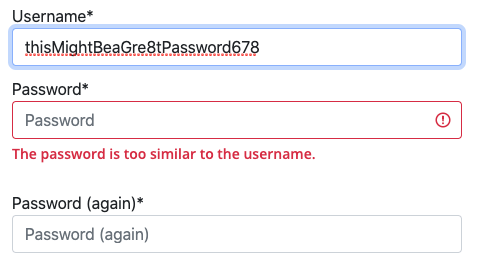 Username*
thisMightBeaGre8tPassword678
Password*
Password
The password is too similar to the username.
Password (again)*
Password (again)